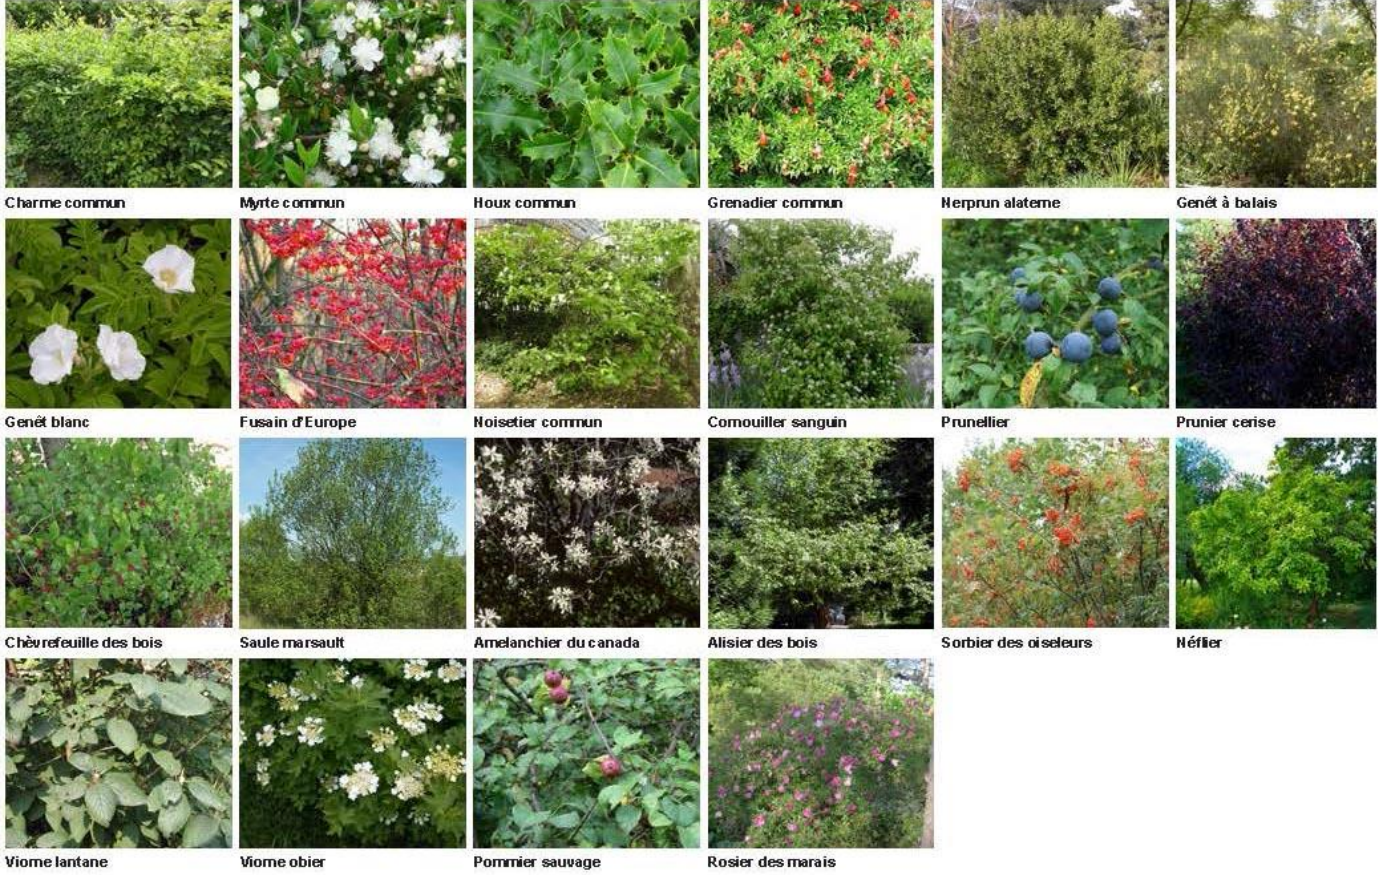 Charme commun
Myrte commun
Houx commun
Grenadier commun
Nerprun alaterne
Genêt à balais
Genêt blanc
Fusain d'Europe
Noisetier commun
Cornouiller sanguin
Prunellier
Prunier cerise
Chèvrefeuille des bois
Saule marsault
Amelanchier du canada
Alisier des bois
Sorbier des oiseleurs
Néflier
Viorne lantane
Viorne obier
Pommier sauvage
Rosier des marais